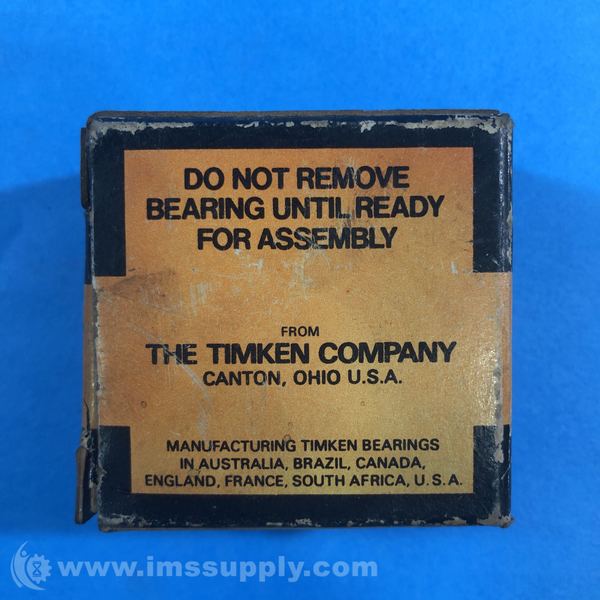 DO NOT REMOVE
BEARING UNTIL READY
FOR ASSEMBLY
FROM
THE TIMKEN COMPANY
CANTON, OHIO U.S.A.
MANUFACTURING TIMKEN BEARINGS
IN AUSTRALIA, BRAZIL, CANADA,
ENGLAND, FRANCE, SOUTH AFRICA, U.S.A.
www.imssupply.com